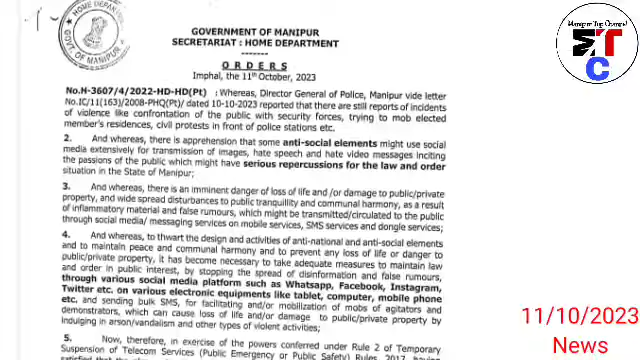 HOME DEPAR
GOVT. OF MANIPUR
Manipur Top Channel
TC
GOVERNMENT OF MANIPUR
SECRETARIAT : HOME DEPARTMENT
-------
O R D E R S
Imphal, the 11th October, 2023
No.H-3607/4/2022-HD-HD(Pt) : Whereas, Director General of Police, Manipur vide letter
No.IC/11(163)/2008-PHQ(Pt)/ dated 10-10-2023 reported that there are still reports of incidents
of violence like confrontation of the public with security forces, trying to mob elected
member's residences, civil protests in front of police stations etc.
2. And whereas, there is apprehension that some anti-social elements might use social
media extensively for transmission of images, hate speech and hate video messages inciting
the passions of the public which might have serious repercussions for the law and order
situation in the State of Manipur;
3. And whereas, there is an imminent danger of loss of life and /or damage to public/private
property, and wide spread disturbances to public tranquillity and communal harmony, as a result
of inflammatory material and false rumours, which might be transmitted/circulated to the public
through social media/ messaging services on mobile services, SMS services and dongle services;
4. And whereas, to thwart the design and activities of anti-national and anti-social elements
and to maintain peace and communal harmony and to prevent any loss of life or danger to
public/private property, it has become necessary to take adequate measures to maintain law
and order in public interest, by stopping the spread of disinformation and false rumours,
through various social media platform such as Whatsapp, Facebook, Instagram,
Twitter etc. on various electronic equipments like tablet, computer, mobile phone
etc, and sending bulk SMS, for facilitating and/or mobilization of mobs of agitators and
demonstrators, which can cause loss of life and/or damage to public/private property by
indulging in arson/vandalism and other types of violent activities;
5. Now, therefore, in exercise of the powers conferred under Rule 2 of Temporary
Suspension of Telecom Services (Public Emergency or Public Safety) Rules, 2017, having
11/10/2023
News